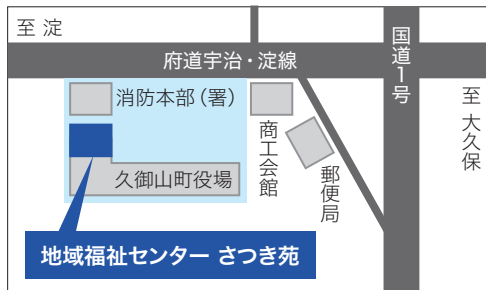 至 淀
府道宇治・淀線
国道1号
消防本部（署）
商工会館
郵便局
至 大久保
久御山町役場
地域福祉センター さつき苑